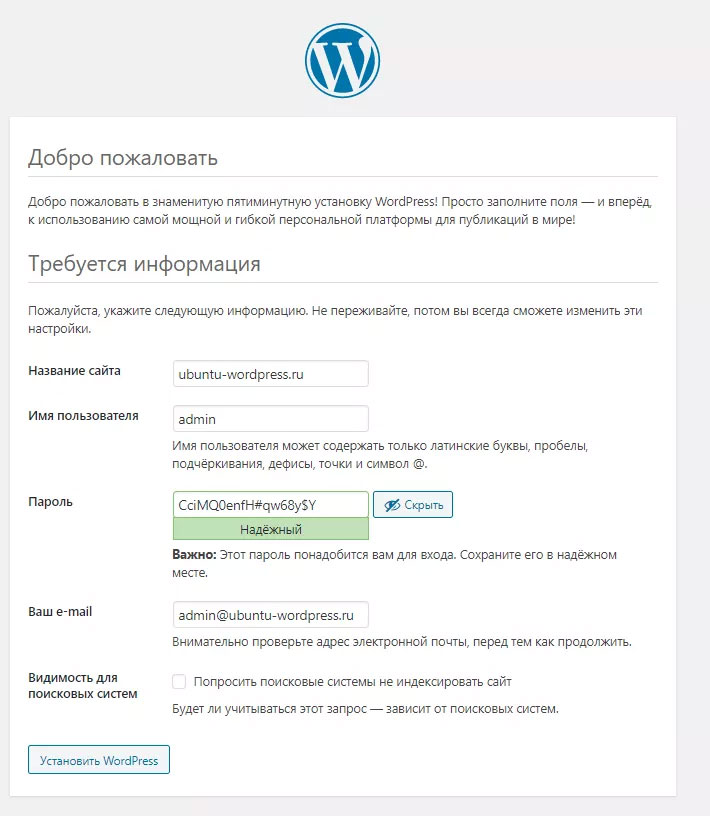 Добро пожаловать
Добро пожаловать в знаменитую пятиминутную установку WordPress! Просто заполните поля — и вперёд,
к использованию самой мощной и гибкой персональной платформы для публикаций в мире!
Требуется информация
Пожалуйста, укажите следующую информацию. Не переживайте, потом вы всегда сможете изменить эти
настройки.
Название сайта
ubuntu-wordpress.ru
Имя пользователя
admin
Имя пользователя может содержать только латинские буквы, пробелы,
подчёркивания, дефисы, точки и символ @.
Пароль
CciMQ0enfH#qw68y$Y
Скрыть
Надёжный
Важно: Этот пароль понадобится вам для входа. Сохраните его в надёжном
месте.
Ваш e-mail
admin@ubuntu-wordpress.ru
Внимательно проверьте адрес электронной почты, перед тем как продолжить.
Видимость для
поисковых систем
Попросить поисковые системы не индексировать сайт
Будет ли учитываться этот запрос — зависит от поисковых систем.
Установить WordPress